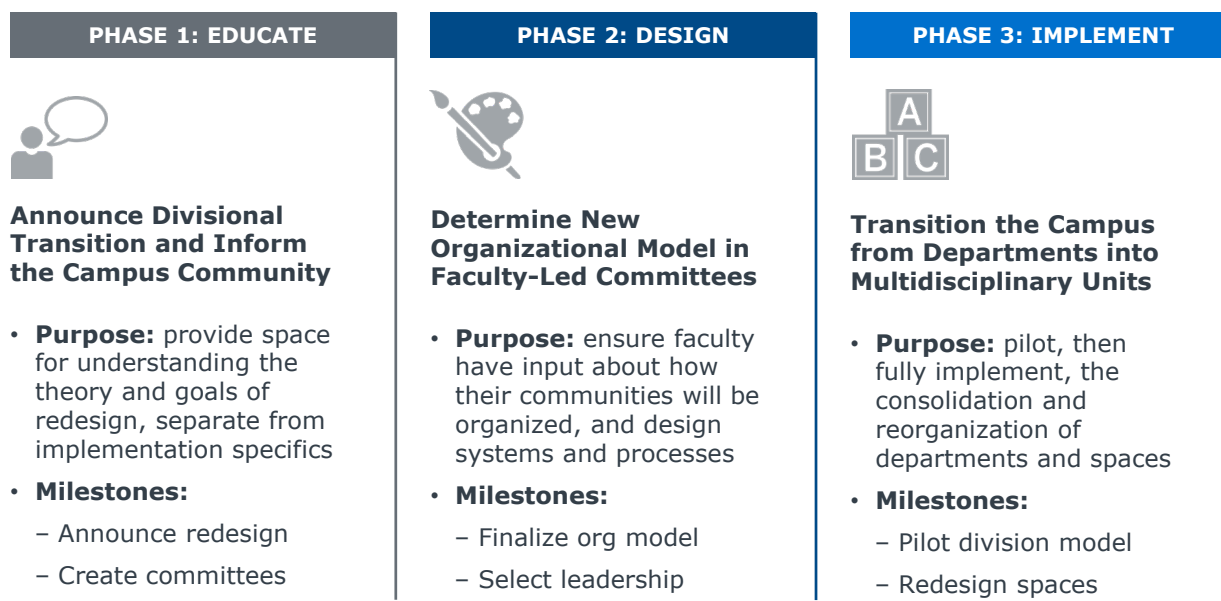 PHASE 1: EDUCATE
Announce Divisional
Transition and Inform
the Campus Community
• Purpose: provide space
for understanding the
theory and goals of
redesign, separate from
implementation specifics
• Milestones:
– Announce redesign
– Create committees
PHASE 2: DESIGN
Determine New
Organizational Model in
Faculty-Led Committees
• Purpose: ensure faculty
have input about how
their communities will be
organized, and design
systems and processes
• Milestones:
– Finalize org model
– Select leadership
PHASE 3: IMPLEMENT
A
B C
Transition the Campus
from Departments into
Multidisciplinary Units
• Purpose: pilot, then
fully implement, the
consolidation and
reorganization of
departments and spaces
• Milestones:
– Pilot division model
– Redesign spaces